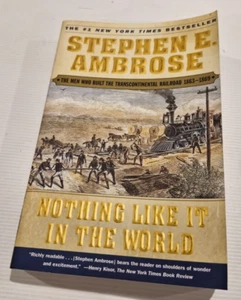 THE #1 NEW YORK TIMES BESTSELLER
STEPHEN E.
AMBROSE
THE MEN WHO BUILT THE TRANSCONTINENTAL RAILROAD 1863–1869
NOTHING LIKE IT
IN THE WORLD
"Richly readable . . . [Stephen Ambrose] bears the reader on shoulders of wonder
and excitement." —Henry Kisor, The New York Times Book Review